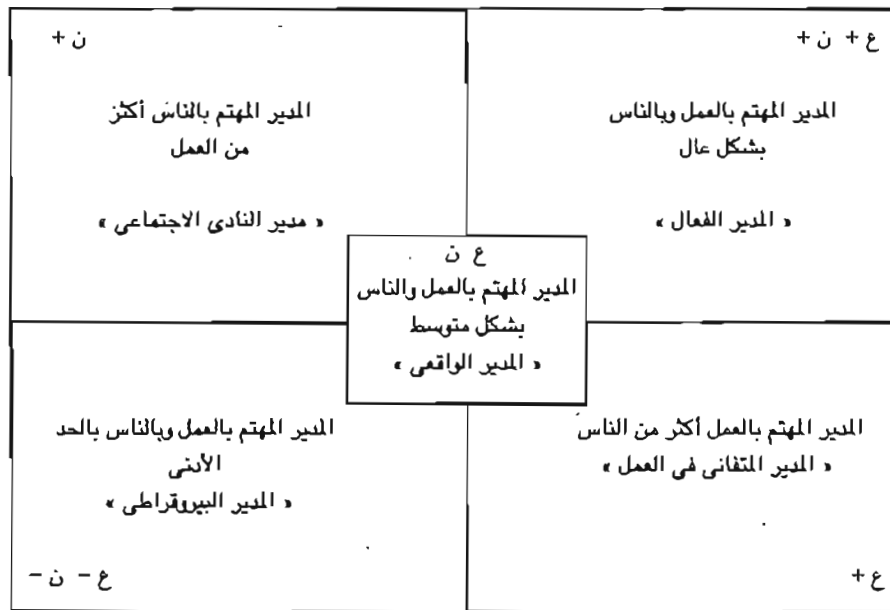 ع + ن +
المدير المهتم بالعمل وبالناس
بشكل عال
« المدير الفعال »
ن +
المدير المهتم بالناس أكثر
من العمل
« مدير النادى الاجتماعى »
ع ن
المدير المهتم بالعمل والناس
بشكل متوسط
« المدير الواقعى »
المدير المهتم بالعمل أكثر من الناس
« المدير المتفانى فى العمل »
ع +
المدير المهتم بالعمل وبالناس بالحد
الأدنى
« المدير البيروقراطى »
ع - ن -